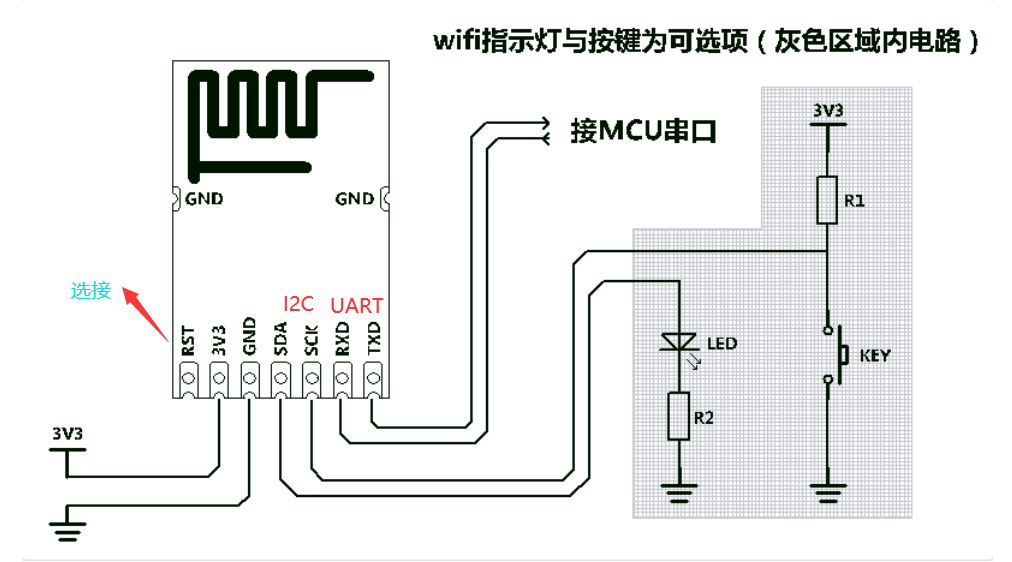 wifi指示灯与按键为可选项（灰色区域内电路）
3V3
接MCU串口
R1
GND
GND
选接
I2C
UART
RST
3V3
GND
SDA
SCK
RXD
TXD
LED
KEY
R2
3V3